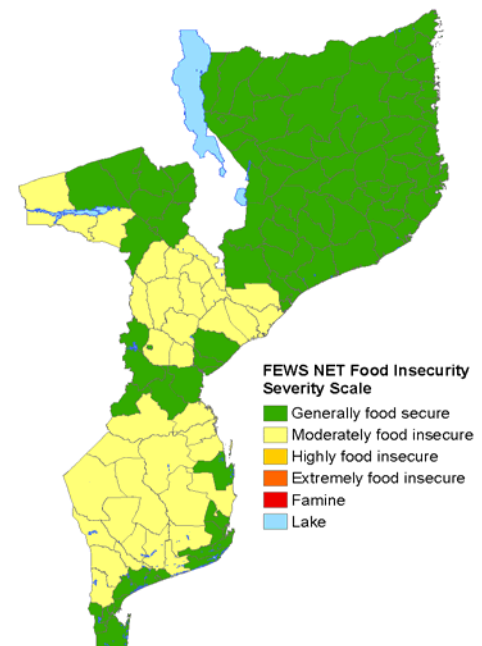 FEWS NET Food Insecurity
Severity Scale
Generally food secure
Moderately food insecure
Highly food insecure
Extremely food insecure
Famine
Lake